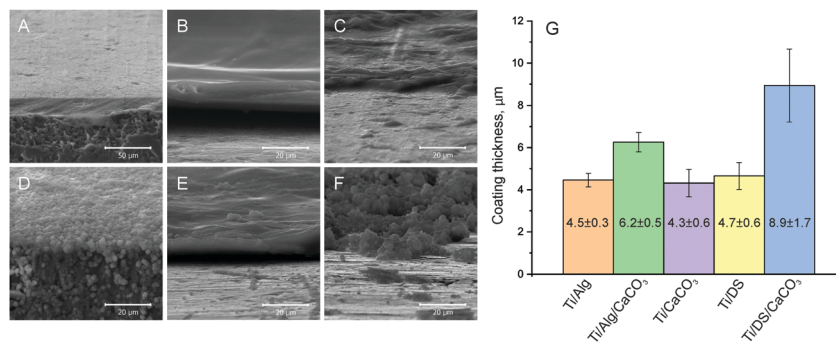 A
50 µm
B
20 µm
C
20 µm
D
20 µm
E
20 µm
F
20 µm
G
Coating thickness, µm
12
10
8
6
4
2
0
4.5±0.3
6.2±0.5
4.3±0.6
4.7±0.6
8.9±1.7
Ti/Alg
Ti/Alg/CaCO₃
Ti/CaCO₃
Ti/DS
Ti/DS/CaCO₃